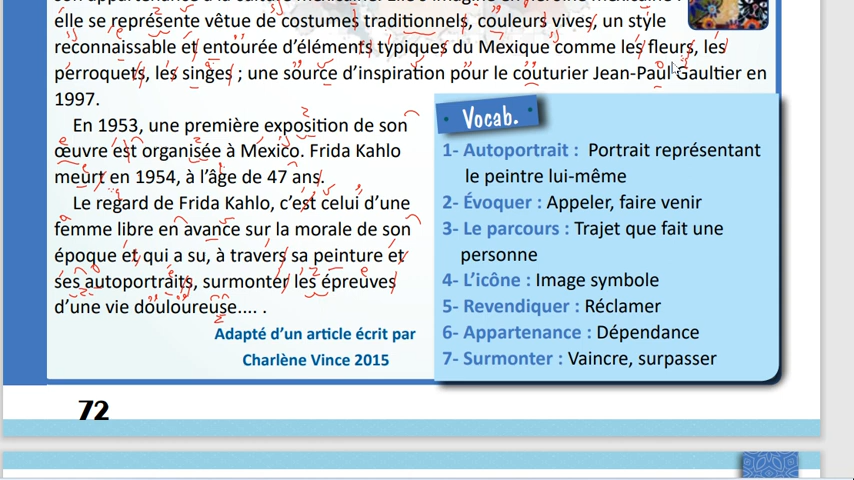 elle se représente vêtue de costumes traditionnels, couleurs vives, un style
reconnaissable et entourée d'éléments typiques du Mexique comme les fleurs, les
perroquets, les singes ; une source d'inspiration pour le couturier Jean-Paul Gaultier en
1997.
En 1953, une première exposition de son
œuvre est organisée à Mexico. Frida Kahlo
meurt en 1954, à l'âge de 47 ans.
Le regard de Frida Kahlo, c'est celui d'une
femme libre en avance sur la morale de son
époque et qui a su, à travers sa peinture et
ses autoportraits, surmonter les épreuves
d'une vie douloureuse.... .
Adapté d'un article écrit par
Charlène Vince 2015
Vocab.
1- Autoportrait : Portrait représentant
le peintre lui-même
2- Évoquer : Appeler, faire venir
3- Le parcours : Trajet que fait une
personne
4- L'icône : Image symbole
5- Revendiquer : Réclamer
6- Appartenance : Dépendance
7- Surmonter : Vaincre, surpasser
72